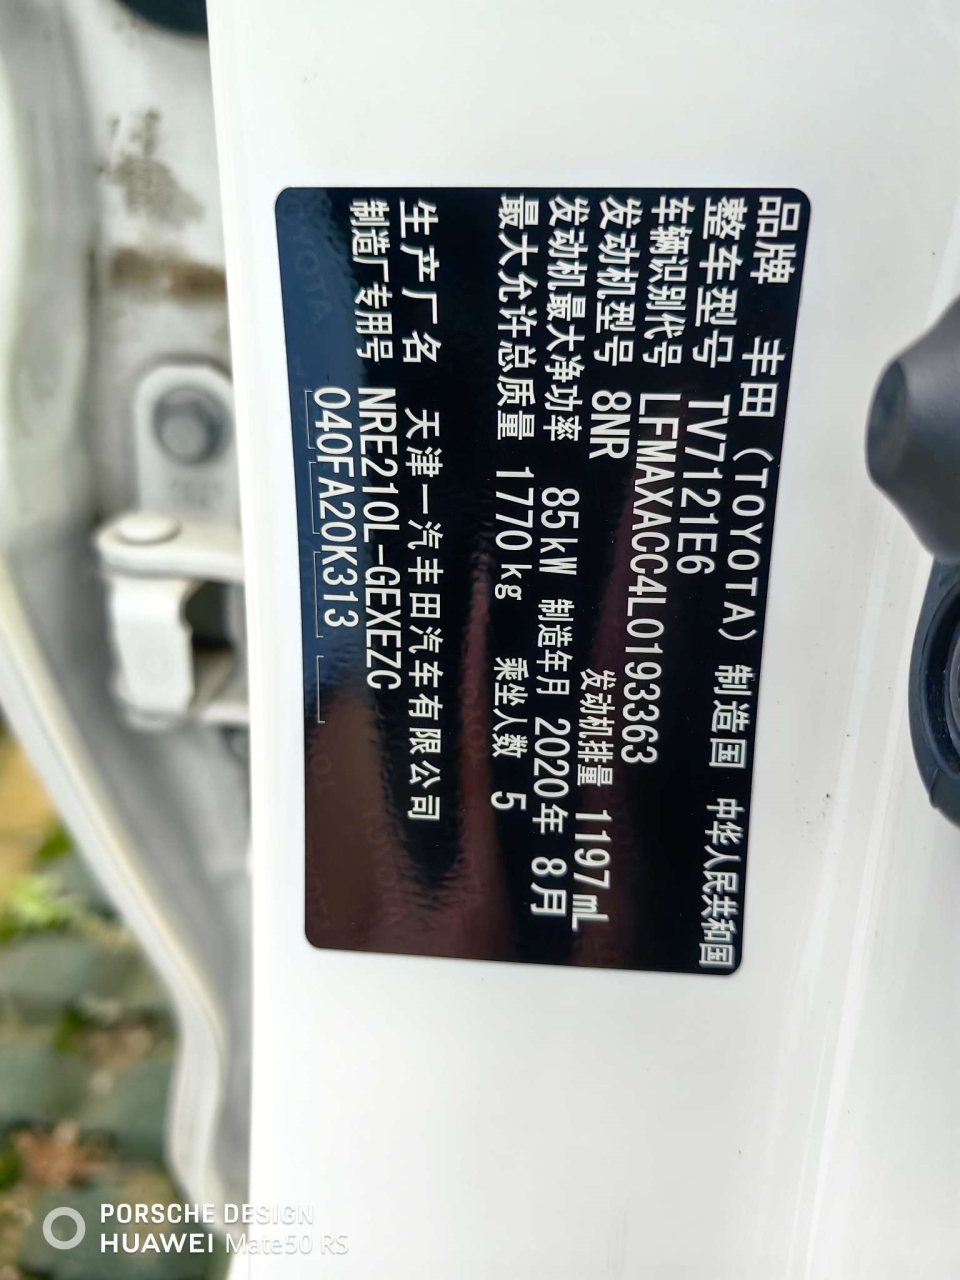 品牌 丰田（TOYOTA）制造国 中华人民共和国
整车型号 TV7121E6
车辆识别代号 LFMAXACC4L0193363
发动机型号 8NR 发动机排量 1197mL
发动机最大净功率 85kW 制造年月 2020年 8月
最大允许总质量 1770kg 乘坐人数 5
生产厂名 天津一汽丰田汽车有限公司
制造厂专用号 NRE210L-GEXEZC
040FA20K313
PORSCHE DESIGN
HUAWEI Mate50 RS